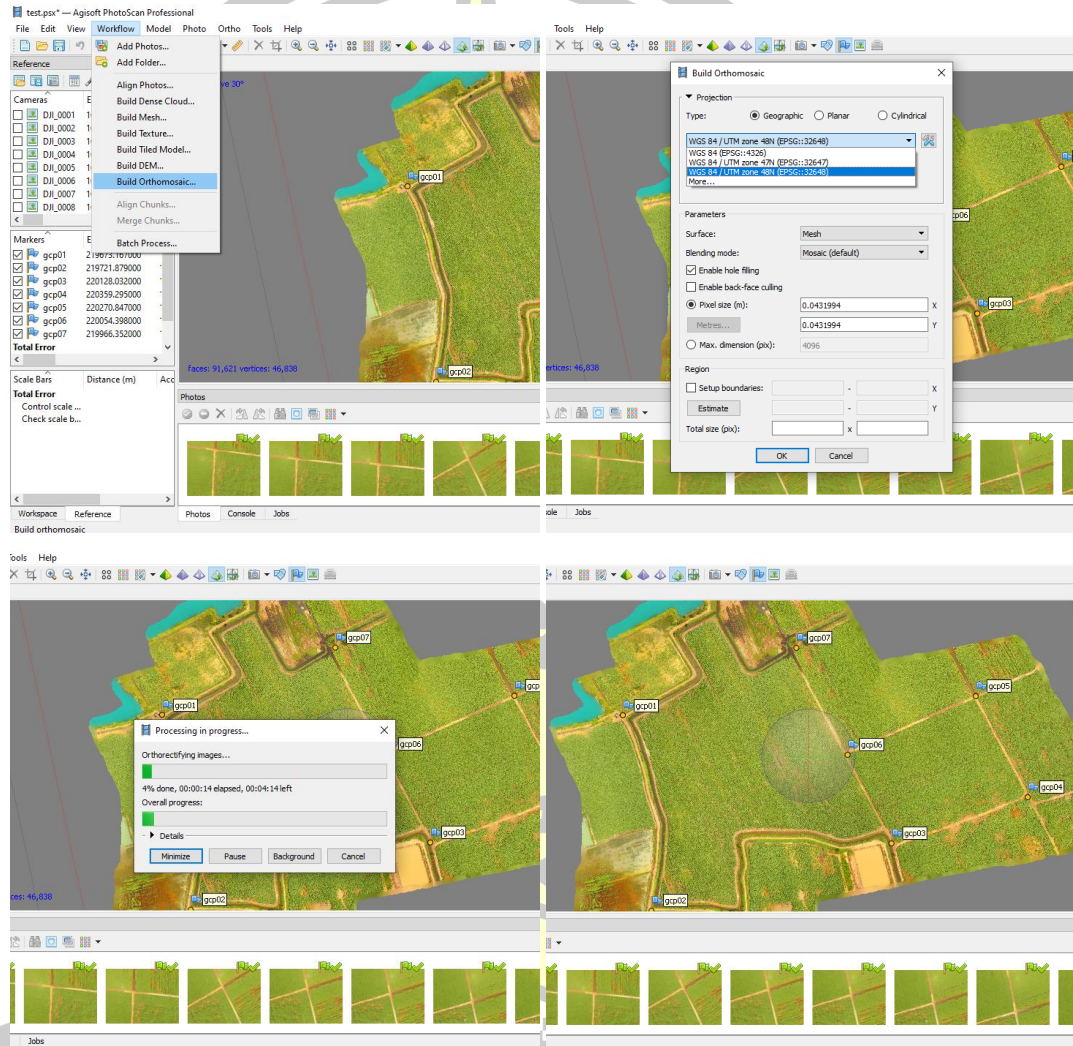 test.psx* — Agisoft PhotoScan Professional
File Edit View Workflow Model Photo Ortho Tools Help
Add Photos...
Add Folder...
Align Photos...
Build Dense Cloud...
Build Mesh...
Build Texture...
Build Tiled Model...
Build DEM...
Build Orthomosaic...
Align Chunks...
Merge Chunks...
Batch Process...
Reference
Cameras
DJI_0001
DJI_0002
DJI_0003
DJI_0004
DJI_0005
DJI_0006
DJI_0007
DJI_0008
Markers
gcp01 219673.167000
gcp02 219721.879000
gcp03 220128.032000
gcp04 220359.295000
gcp05 220270.847000
gcp06 220054.398000
gcp07 219966.352000
Total Error
Scale Bars Distance (m) Acc
Total Error
Control scale ...
Check scale b...
Workspace Reference
Build orthomosaic
30°
gcp01
gcp02
faces: 91,621 vertices: 46,838
Photos
Photos Console Jobs
Tools Help
Build Orthomosaic
Projection
Type: Geographic Planar Cylindrical
WGS 84 / UTM zone 48N (EPSG::32648)
WGS 84 (EPSG::4326)
WGS 84 / UTM zone 47N (EPSG::32647)
WGS 84 / UTM zone 48N (EPSG::32648)
More...
Parameters
Surface: Mesh
Blending mode: Mosaic (default)
Enable hole filling
Enable back-face culling
Pixel size (m): 0.0431994 X
Metres... 0.0431994 Y
Max. dimension (pix): 4096
Region
Setup boundaries: - X
Estimate - Y
Total size (pix): x
OK Cancel
cp06
gcp03
ertices: 46,838
ole Jobs
ools Help
gcp07
gcp
gcp01
gcp06
gcp03
gcp02
Processing in progress...
Orthorectifying images...
4% done, 00:00:14 elapsed, 00:04:14 left
Overall progress:
Details
Minimize Pause Background Cancel
ces: 46,838
Jobs
gcp07
gcp05
gcp01
gcp06
gcp04
gcp03
gcp02